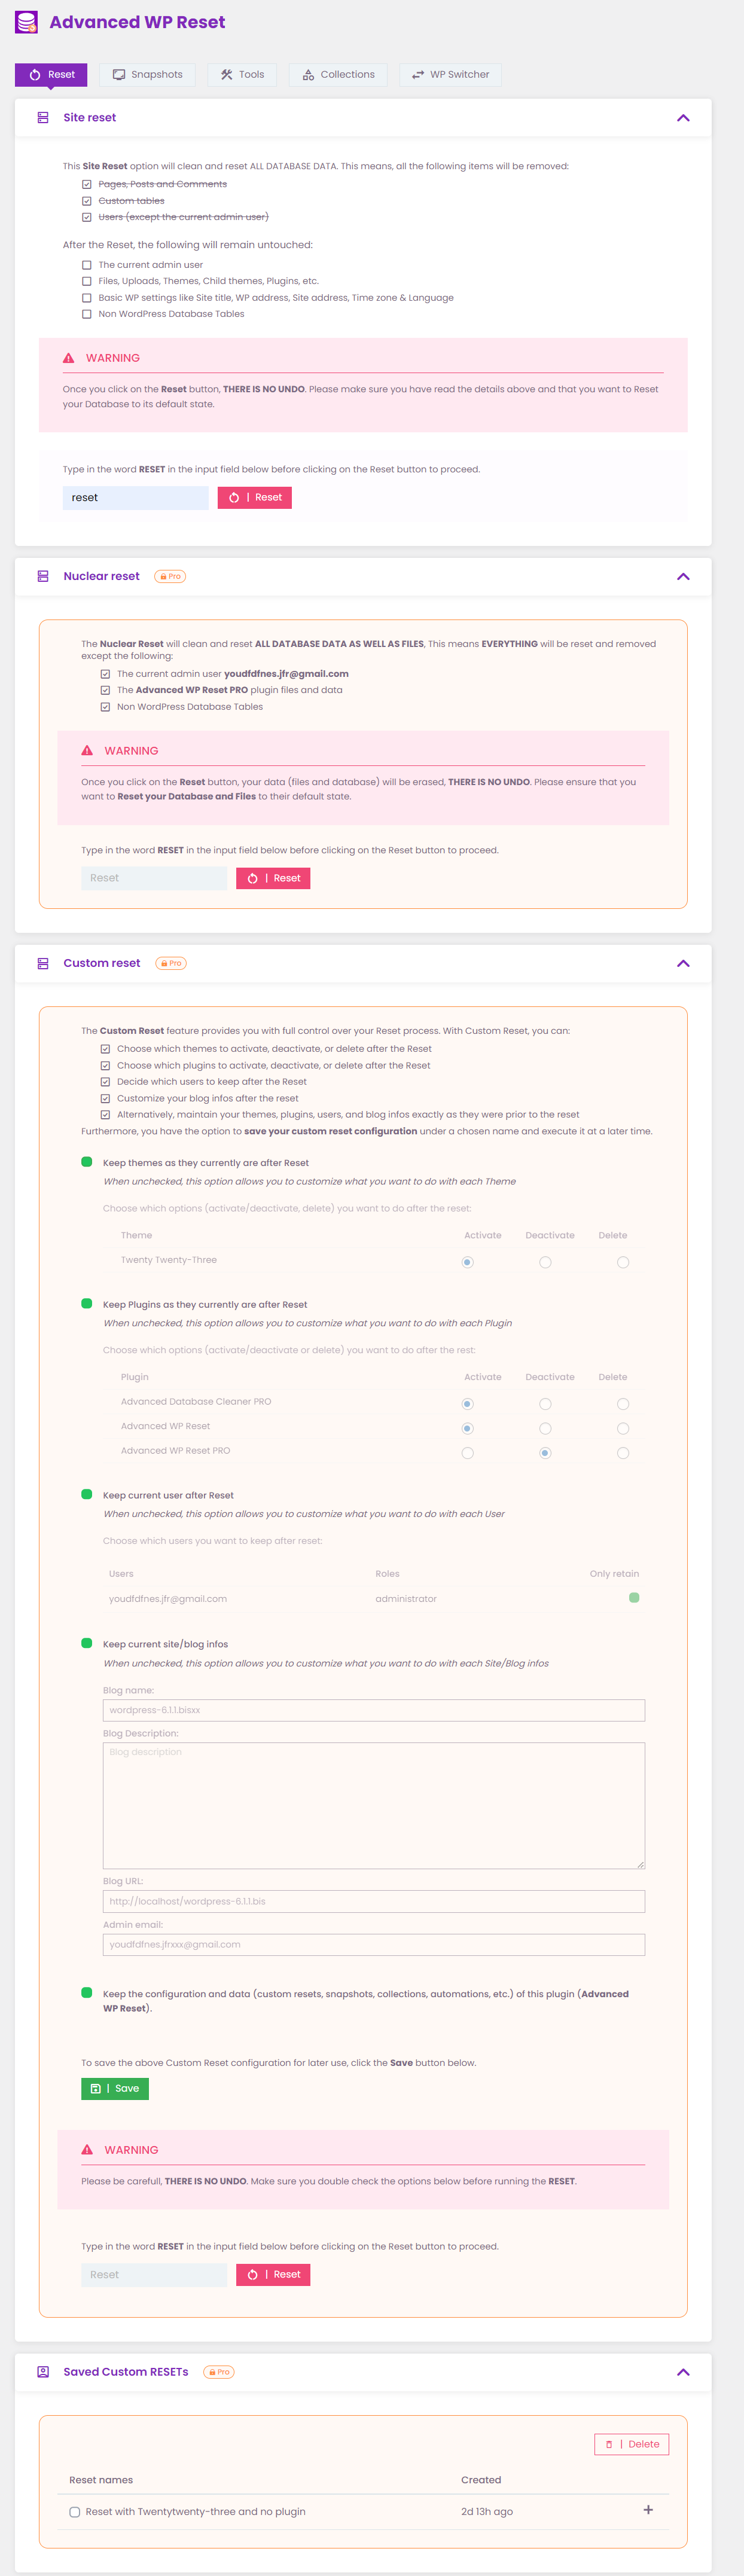 Advanced WP Reset
Reset
Snapshots
Tools
Collections
WP Switcher
Site reset
This Site Reset option will clean and reset ALL DATABASE DATA. This means, all the following items will be removed:
Pages, Posts and Comments
Custom tables
Users (except the current admin user)
After the Reset, the following will remain untouched:
The current admin user
Files, Uploads, Themes, Child themes, Plugins, etc.
Basic WP settings like Site title, WP address, Site address, Time zone & Language
Non WordPress Database Tables
WARNING
Once you click on the Reset button, THERE IS NO UNDO. Please make sure you have read the details above and that you want to Reset
your Database to its default state.
Type in the word RESET in the input field below before clicking on the Reset button to proceed.
reset
| Reset
Nuclear reset
Pro
The Nuclear Reset will clean and reset ALL DATABASE DATA AS WELL AS FILES, This means EVERYTHING will be reset and removed
except the following:
The current admin user youdfdfnes.jfr@gmail.com
The Advanced WP Reset PRO plugin files and data
Non WordPress Database Tables
WARNING
Once you click on the Reset button, your data (files and database) will be erased, THERE IS NO UNDO. Please ensure that you
want to Reset your Database and Files to their default state.
Type in the word RESET in the input field below before clicking on the Reset button to proceed.
Reset
| Reset
Custom reset
Pro
The Custom Reset feature provides you with full control over your Reset process. With Custom Reset, you can:
Choose which themes to activate, deactivate, or delete after the Reset
Choose which plugins to activate, deactivate, or delete after the Reset
Decide which users to keep after the Reset
Customize your blog infos after the reset
Alternatively, maintain your themes, plugins, users, and blog infos exactly as they were prior to the reset
Furthermore, you have the option to save your custom reset configuration under a chosen name and execute it at a later time.
Keep themes as they currently are after Reset
When unchecked, this option allows you to customize what you want to do with each Theme
Choose which options (activate/deactivate, delete) you want to do after the reset:
Theme Activate Deactivate Delete
Twenty Twenty-Three
Keep Plugins as they currently are after Reset
When unchecked, this option allows you to customize what you want to do with each Plugin
Choose which options (activate/deactivate or delete) you want to do after the rest:
Plugin Activate Deactivate Delete
Advanced Database Cleaner PRO
Advanced WP Reset
Advanced WP Reset PRO
Keep current user after Reset
When unchecked, this option allows you to customize what you want to do with each User
Choose which users you want to keep after reset:
Users Roles Only retain
youdfdfnes.jfr@gmail.com administrator
Keep current site/blog infos
When unchecked, this option allows you to customize what you want to do with each Site/Blog infos
Blog name:
wordpress-6.1.1.bisxx
Blog Description:
Blog description
Blog URL:
http://localhost/wordpress-6.1.1.bis
Admin email:
youdfdfnes.jfrxxx@gmail.com
Keep the configuration and data (custom resets, snapshots, collections, automations, etc.) of this plugin (Advanced
WP Reset).
To save the above Custom Reset configuration for later use, click the Save button below.
| Save
WARNING
Please be carefull, THERE IS NO UNDO. Make sure you double check the options below before running the RESET.
Type in the word RESET in the input field below before clicking on the Reset button to proceed.
Reset
| Reset
Saved Custom RESETs
Pro
| Delete
Reset names Created
Reset with Twentytwenty-three and no plugin 2d 13h ago +